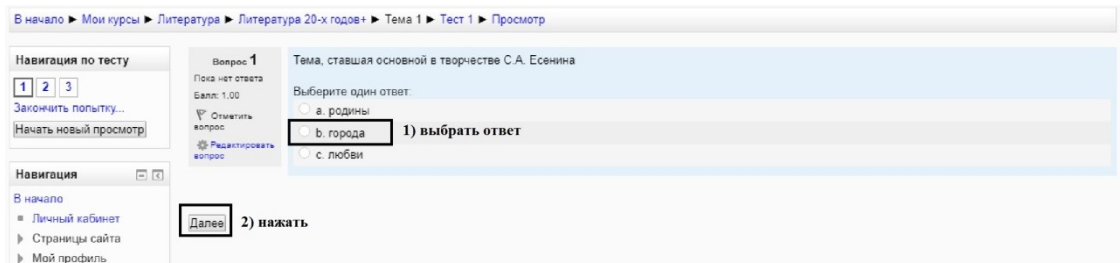 В начало ► Мои курсы ► Литература ► Литература 20-х годов+ ► Тема 1 ► Тест 1 ► Просмотр
Навигация по тесту
1 2 3
Закончить попытку...
Начать новый просмотр
Вопрос 1
Пока нет ответа
Балл: 1,00
Отметить
вопрос
Редактировать
вопрос
Тема, ставшая основной в творчестве С.А. Есенина
Выберите один ответ:
a. родины
b. города
1) выбрать ответ
c. любви
Навигация
В начало
Личный кабинет
Страницы сайта
Мой профиль
Далее
2) нажать